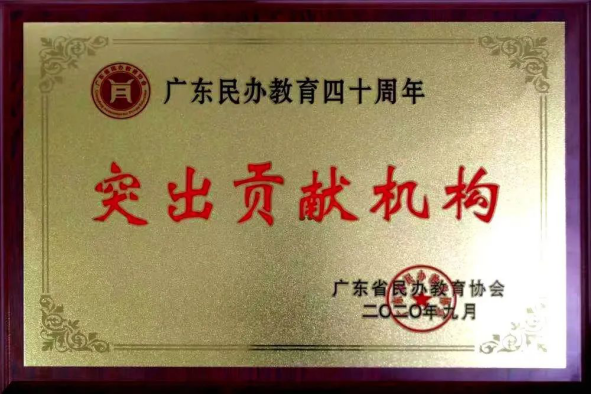 广东民办教育四十周年
突出贡献机构
广东省民办教育协会
二〇二〇年九月